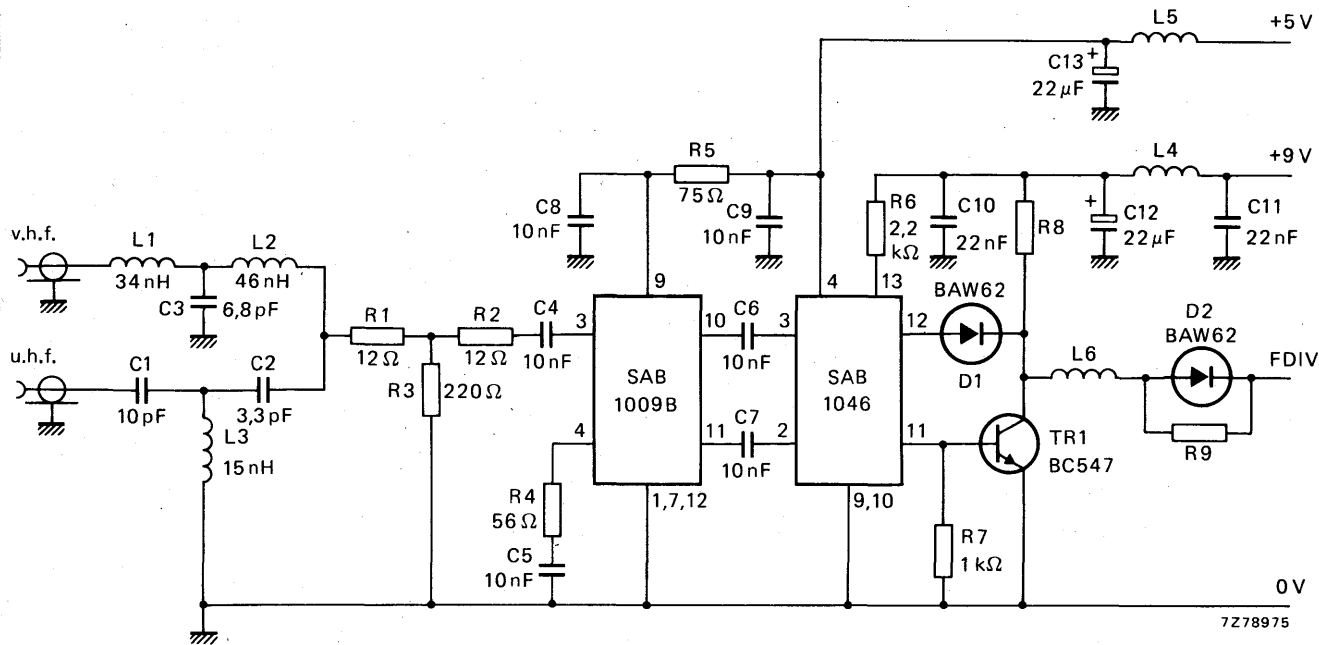 L5
+5 V
C13
+
22 µF
R5
75 Ω
L4
+9 V
C8
10 nF
C9
10 nF
R6
2,2
kΩ
C10
22 nF
R8
+
C12
22 µF
C11
22 nF
v.h.f.
L1
34 nH
L2
46 nH
C3
6,8 pF
9
4
13
BAW62
D1
D2
BAW62
R1
12 Ω
R2
12 Ω
C4
10 nF
3
10
C6
10 nF
3
12
L6
FDIV
u.h.f.
C1
10 pF
C2
3,3 pF
R3
220 Ω
SAB
1009B
SAB
1046
L3
15 nH
4
11
C7
10 nF
2
11
TR1
BC547
R9
R4
56 Ω
1,7,12
9,10
C5
10 nF
R7
1 kΩ
0 V
7Z78975